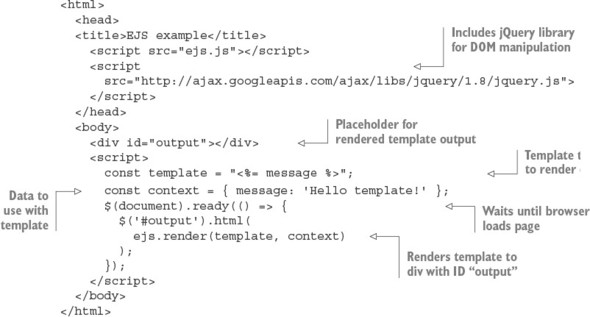 <html>
<head>
<title>EJS example</title>
<script src="ejs.js"></script>
<script
src="http://ajax.googleapis.com/ajax/libs/jquery/1.8/jquery.js">
</script>
Includes jQuery library
for DOM manipulation
</head>
<body>
<div id="output"></div>
Placeholder for
rendered template output
<script>
const template = "<%= message %>";
Template
to render
const context = { message: 'Hello template!' };
Data to
use with
template
$(document).ready(() => {
Waits until browser
loads page
$('#output').html(
ejs.render(template, context)
);
Renders template to
div with ID “output”
});
</script>
</body>
</html>